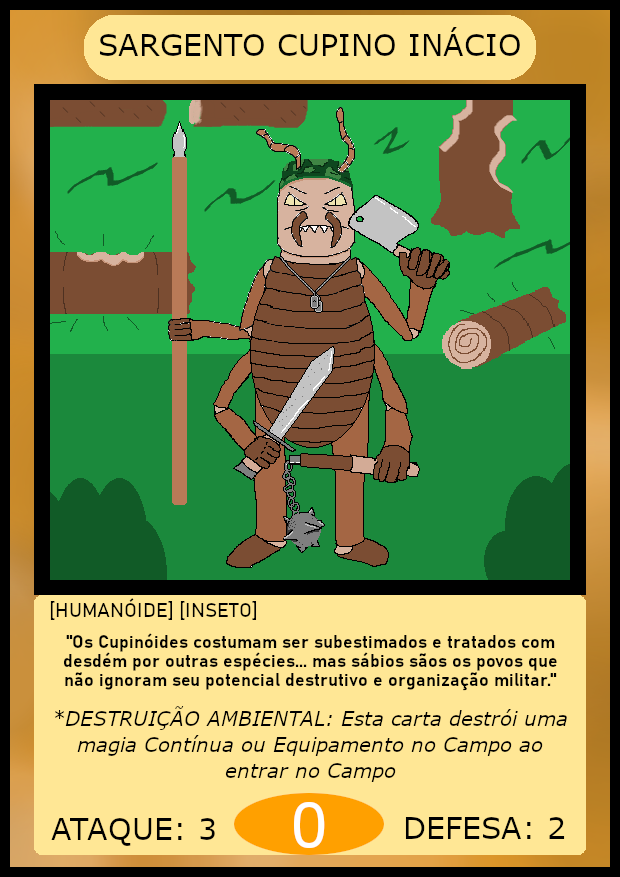 SARGENTO CUPINO INÁCIO
[HUMANÓIDE] [INSETO]
"Os Cupinóides costumam ser subestimados e tratados com
desdém por outras espécies... mas sábios sãos os povos que
não ignoram seu potencial destrutivo e organização militar."
*DESTRUIÇÃO AMBIENTAL: Esta carta destrói uma
magia Contínua ou Equipamento no Campo ao
entrar no Campo
ATAQUE: 3
0
DEFESA: 2